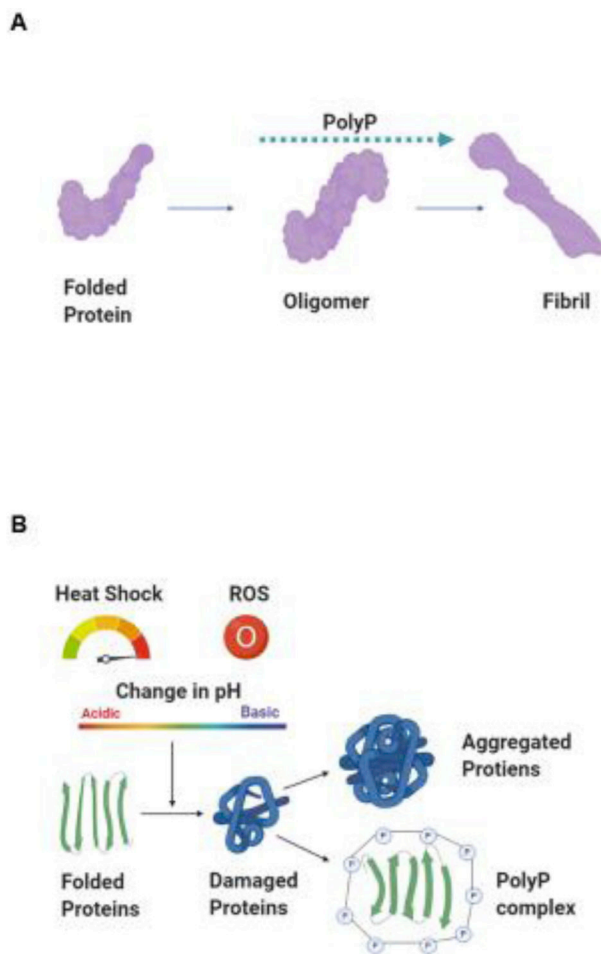 A
PolyP
Folded
Protein
Oligomer
Fibril
B
Heat Shock
ROS
O
Change in pH
Acidic
Basic
Aggregated
Protiens
Folded
Proteins
Damaged
Proteins
PolyP
complex
P
P
P
P
P
P
P
P
P
P
P